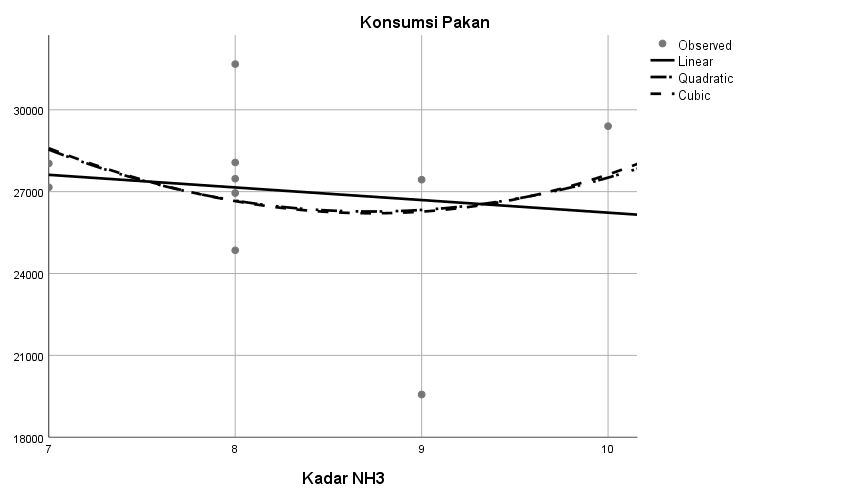 Konsumsi Pakan
Observed
Linear
Quadratic
Cubic
30000
27000
24000
21000
18000
7 8 9 10
Kadar NH3